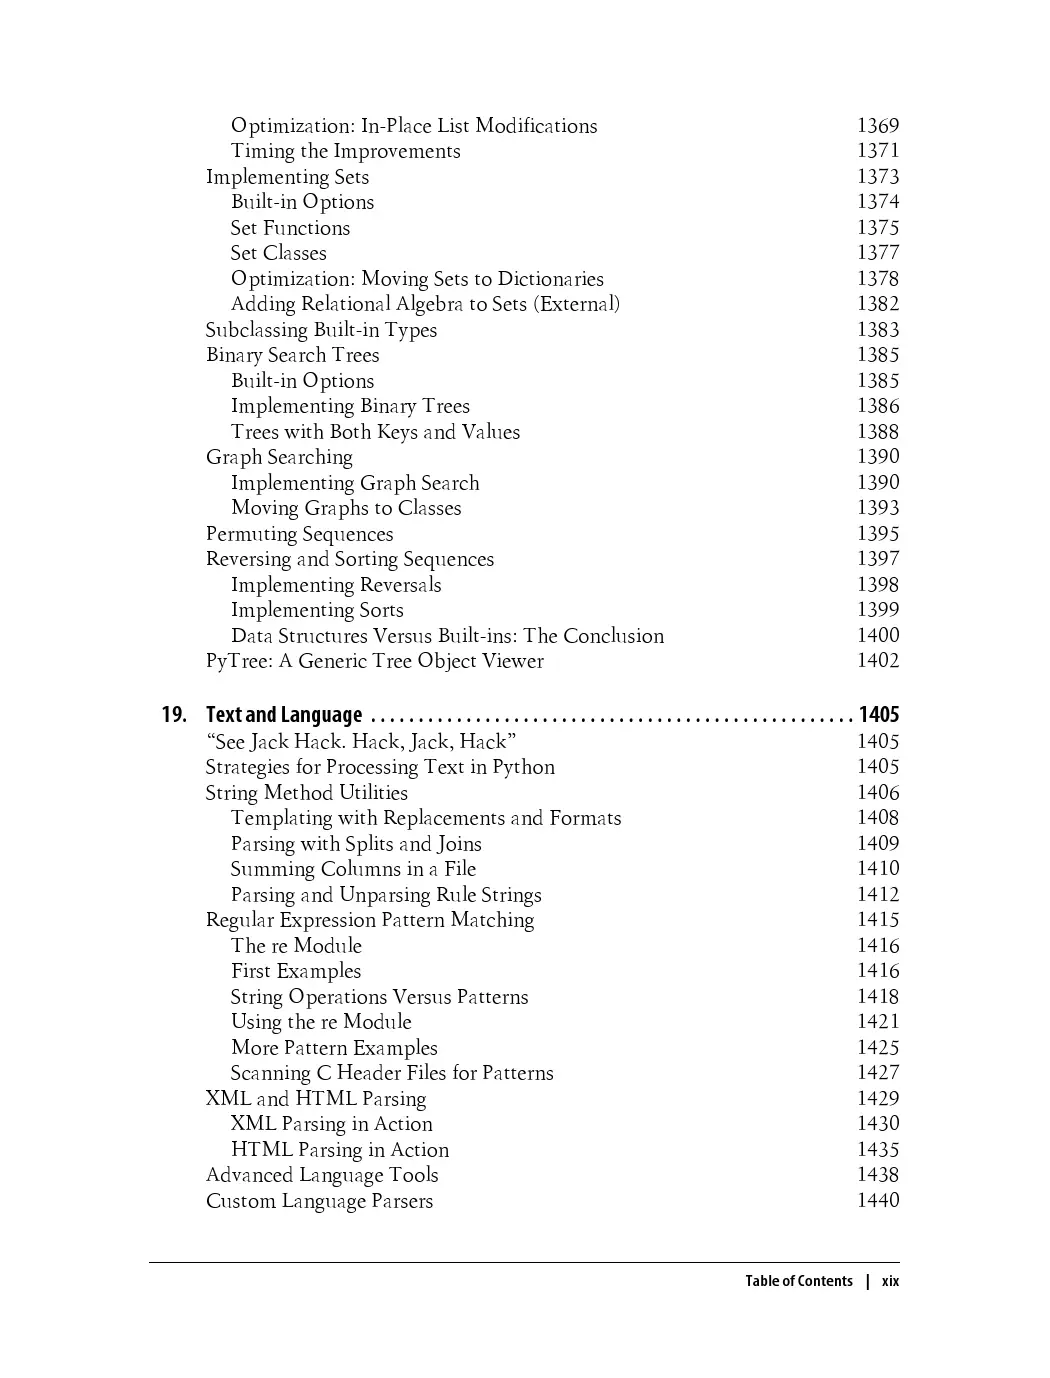 Optimization: In-Place List Modifications 1369
Timing the Improvements 1371
Implementing Sets 1373
Built-in Options 1374
Set Functions 1375
Set Classes 1377
Optimization: Moving Sets to Dictionaries 1378
Adding Relational Algebra to Sets (External) 1382
Subclassing Built-in Types 1383
Binary Search Trees 1385
Built-in Options 1385
Implementing Binary Trees 1386
Trees with Both Keys and Values 1388
Graph Searching 1390
Implementing Graph Search 1390
Moving Graphs to Classes 1393
Permuting Sequences 1395
Reversing and Sorting Sequences 1397
Implementing Reversals 1398
Implementing Sorts 1399
Data Structures Versus Built-ins: The Conclusion 1400
PyTree: A Generic Tree Object Viewer 1402
19. Text and Language . . . . . . . . . . . . . . . . . . . . . . . . . . . . . . . . . . . . . . . . . . . . . . . . . . . 1405
“See Jack Hack. Hack, Jack, Hack” 1405
Strategies for Processing Text in Python 1405
String Method Utilities 1406
Templating with Replacements and Formats 1408
Parsing with Splits and Joins 1409
Summing Columns in a File 1410
Parsing and Unparsing Rule Strings 1412
Regular Expression Pattern Matching 1415
The re Module 1416
First Examples 1416
String Operations Versus Patterns 1418
Using the re Module 1421
More Pattern Examples 1425
Scanning C Header Files for Patterns 1427
XML and HTML Parsing 1429
XML Parsing in Action 1430
HTML Parsing in Action 1435
Advanced Language Tools 1438
Custom Language Parsers 1440
Table of Contents | xix